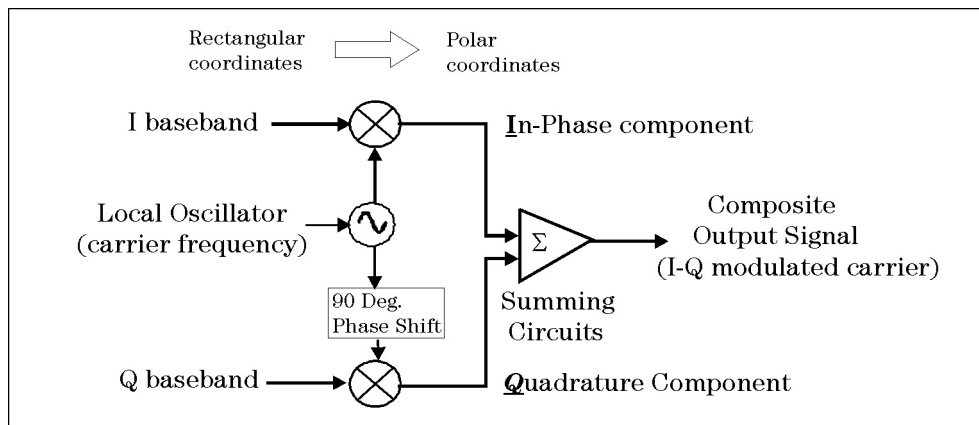 Rectangular
coordinates
Polar
coordinates
I baseband
In-Phase component
Local Oscillator
(carrier frequency)
Σ
Composite
Output Signal
(I-Q modulated carrier)
90 Deg.
Phase Shift
Summing
Circuits
Q baseband
Quadrature Component